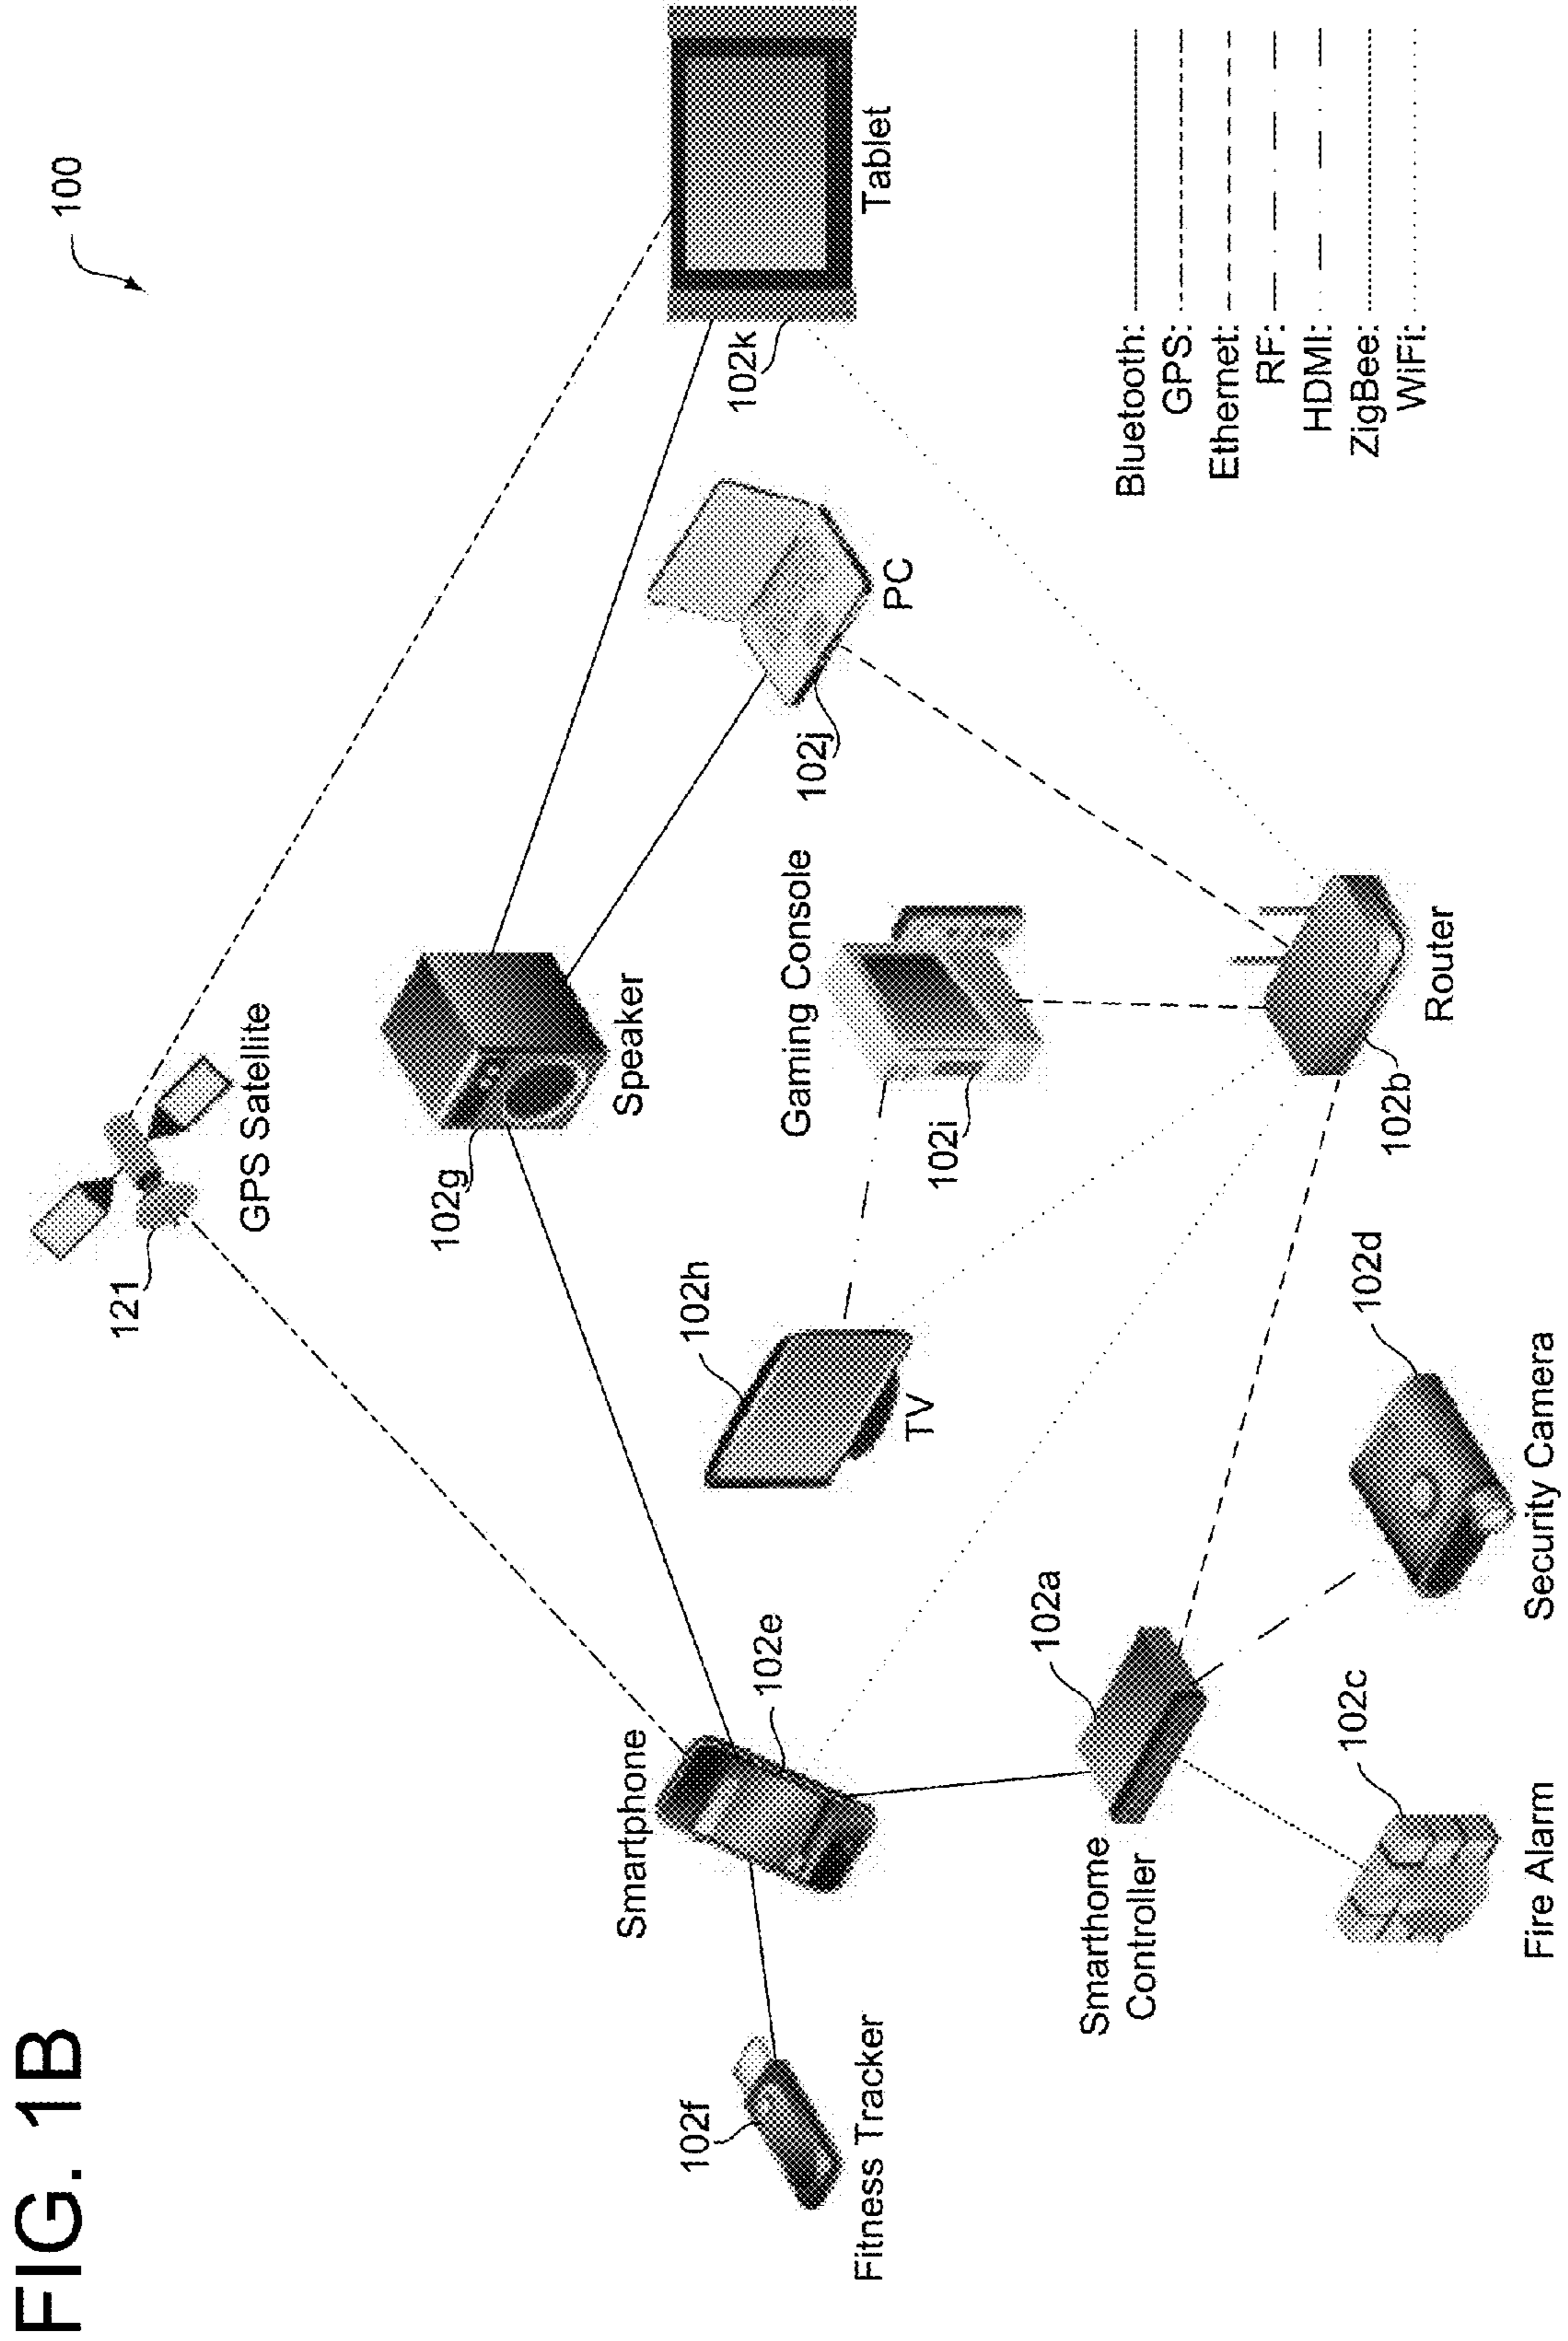 FIG. 1B
100
121
GPS Satellite
102g
Speaker
Smartphone
102e
102h
TV
Gaming Console
102i
102j
PC
102k
Tablet
102f
Fitness Tracker
Smarthome
Controller
102a
102b
Router
102c
Fire Alarm
102d
Security Camera
Bluetooth:
GPS:
Ethernet:
RF:
HDMI:
ZigBee:
WiFi: